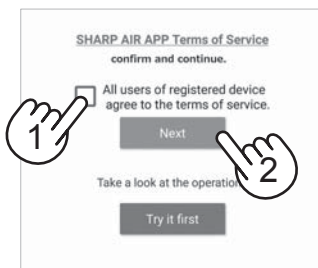 SHARP AIR APP Terms of Service
confirm and continue.
All users of registered device
agree to the terms of service.
1
Next
2
Take a look at the operation
Try it first